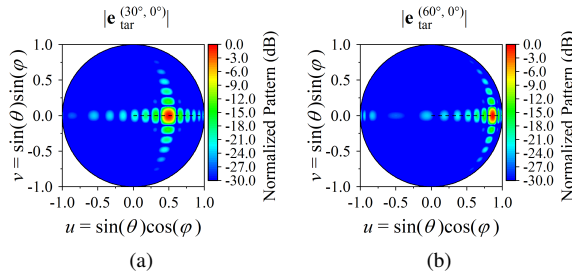 |e_tar^(30°, 0°)|
v = sin(θ)sin(φ)
1.0
0.5
0.0
-0.5
-1.0
-1.0 -0.5 0.0 0.5 1.0
u = sin(θ)cos(φ)
0.0
-3.0
-6.0
-9.0
-12.0
-15.0
-18.0
-21.0
-24.0
-27.0
-30.0
Normalized Pattern (dB)
(a)
|e_tar^(60°, 0°)|
v = sin(θ)sin(φ)
1.0
0.5
0.0
-0.5
-1.0
-1.0 -0.5 0.0 0.5 1.0
u = sin(θ)cos(φ)
0.0
-3.0
-6.0
-9.0
-12.0
-15.0
-18.0
-21.0
-24.0
-27.0
-30.0
Normalized Pattern (dB)
(b)